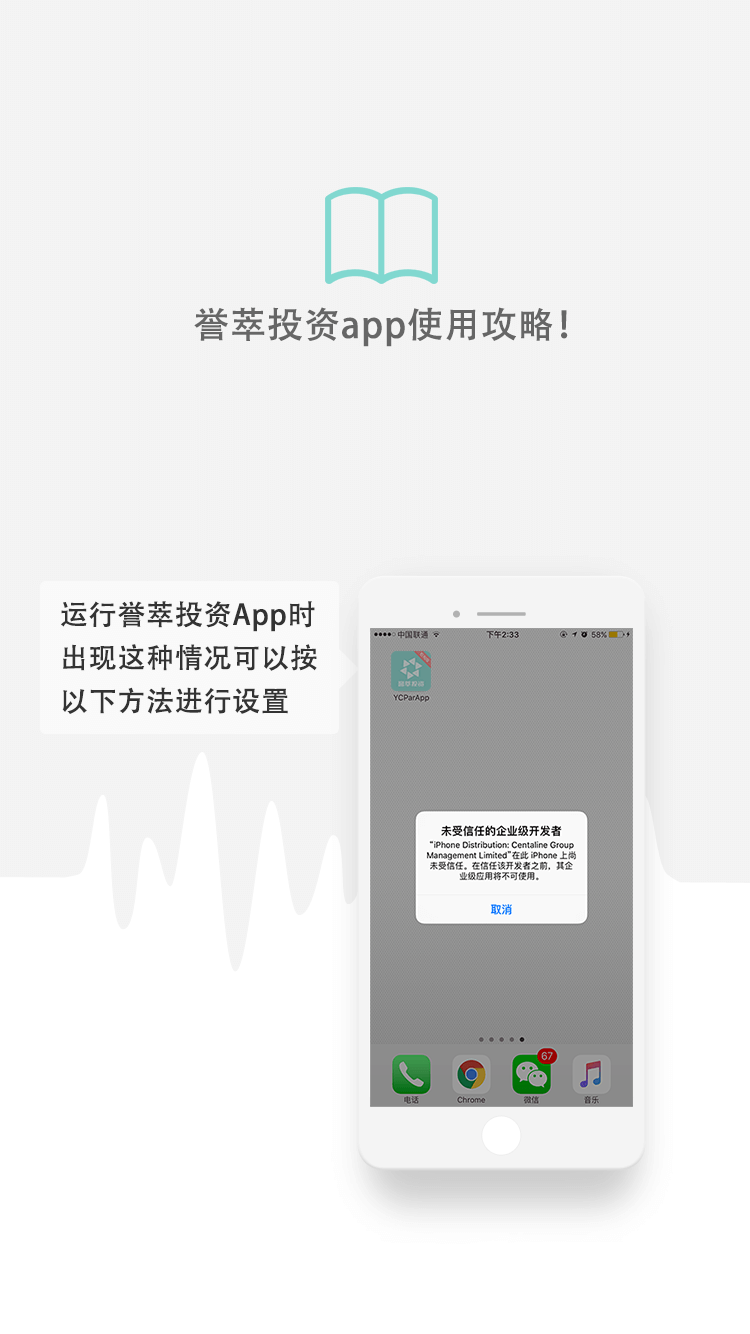 誉萃投资app使用攻略!
运行誉萃投资App时
出现这种情况可以按
以下方法进行设置
中国联通
下午2:33
58%
誉萃投资
YCParApp
未受信任的企业级开发者
“iPhone Distribution: Centaline Group
Management Limited”在此 iPhone 上尚
未受信任。在信任该开发者之前，其企
业级应用将不可使用。
取消
67
电话
Chrome
微信
音乐